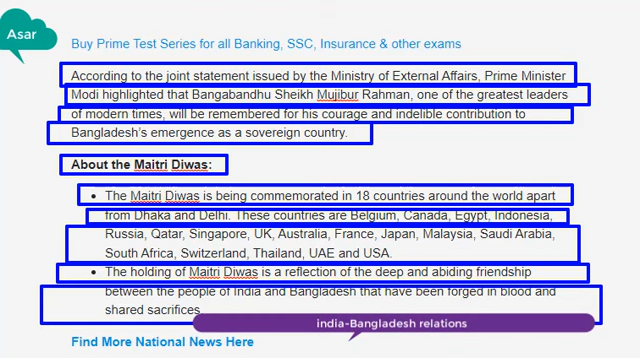 Asar
Buy Prime Test Series for all Banking, SSC, Insurance & other exams
According to the joint statement issued by the Ministry of External Affairs, Prime Minister
Modi highlighted that Bangabandhu Sheikh Mujibur Rahman, one of the greatest leaders
of modern times, will be remembered for his courage and indelible contribution to
Bangladesh's emergence as a sovereign country.
About the Maitri Diwas:
• The Maitri Diwas is being commemorated in 18 countries around the world apart
from Dhaka and Delhi. These countries are Belgium, Canada, Egypt, Indonesia,
Russia, Qatar, Singapore, UK, Australia, France, Japan, Malaysia, Saudi Arabia,
South Africa, Switzerland, Thailand, UAE and USA.
• The holding of Maitri Diwas is a reflection of the deep and abiding friendship
between the people of India and Bangladesh that have been forged in blood and
shared sacrifices.
india-Bangladesh relations
Find More National News Here